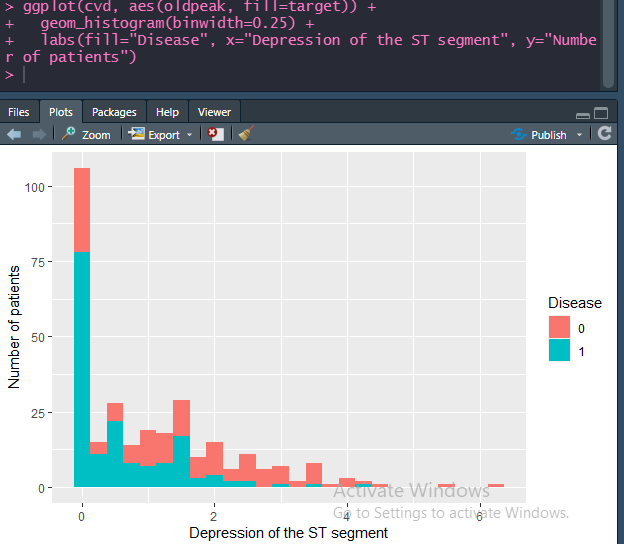 > ggplot(cvd, aes(oldpeak, fill=target)) +
+   geom_histogram(binwidth=0.25) +
+   labs(fill="Disease", x="Depression of the ST segment", y="Numbe
r of patients")
>
Files Plots Packages Help Viewer
Zoom Export Publish
Number of patients
100
75
50
25
0
0 2 4 6
Depression of the ST segment
Disease
0
1
Activate Windows
Go to Settings to activate Windows.